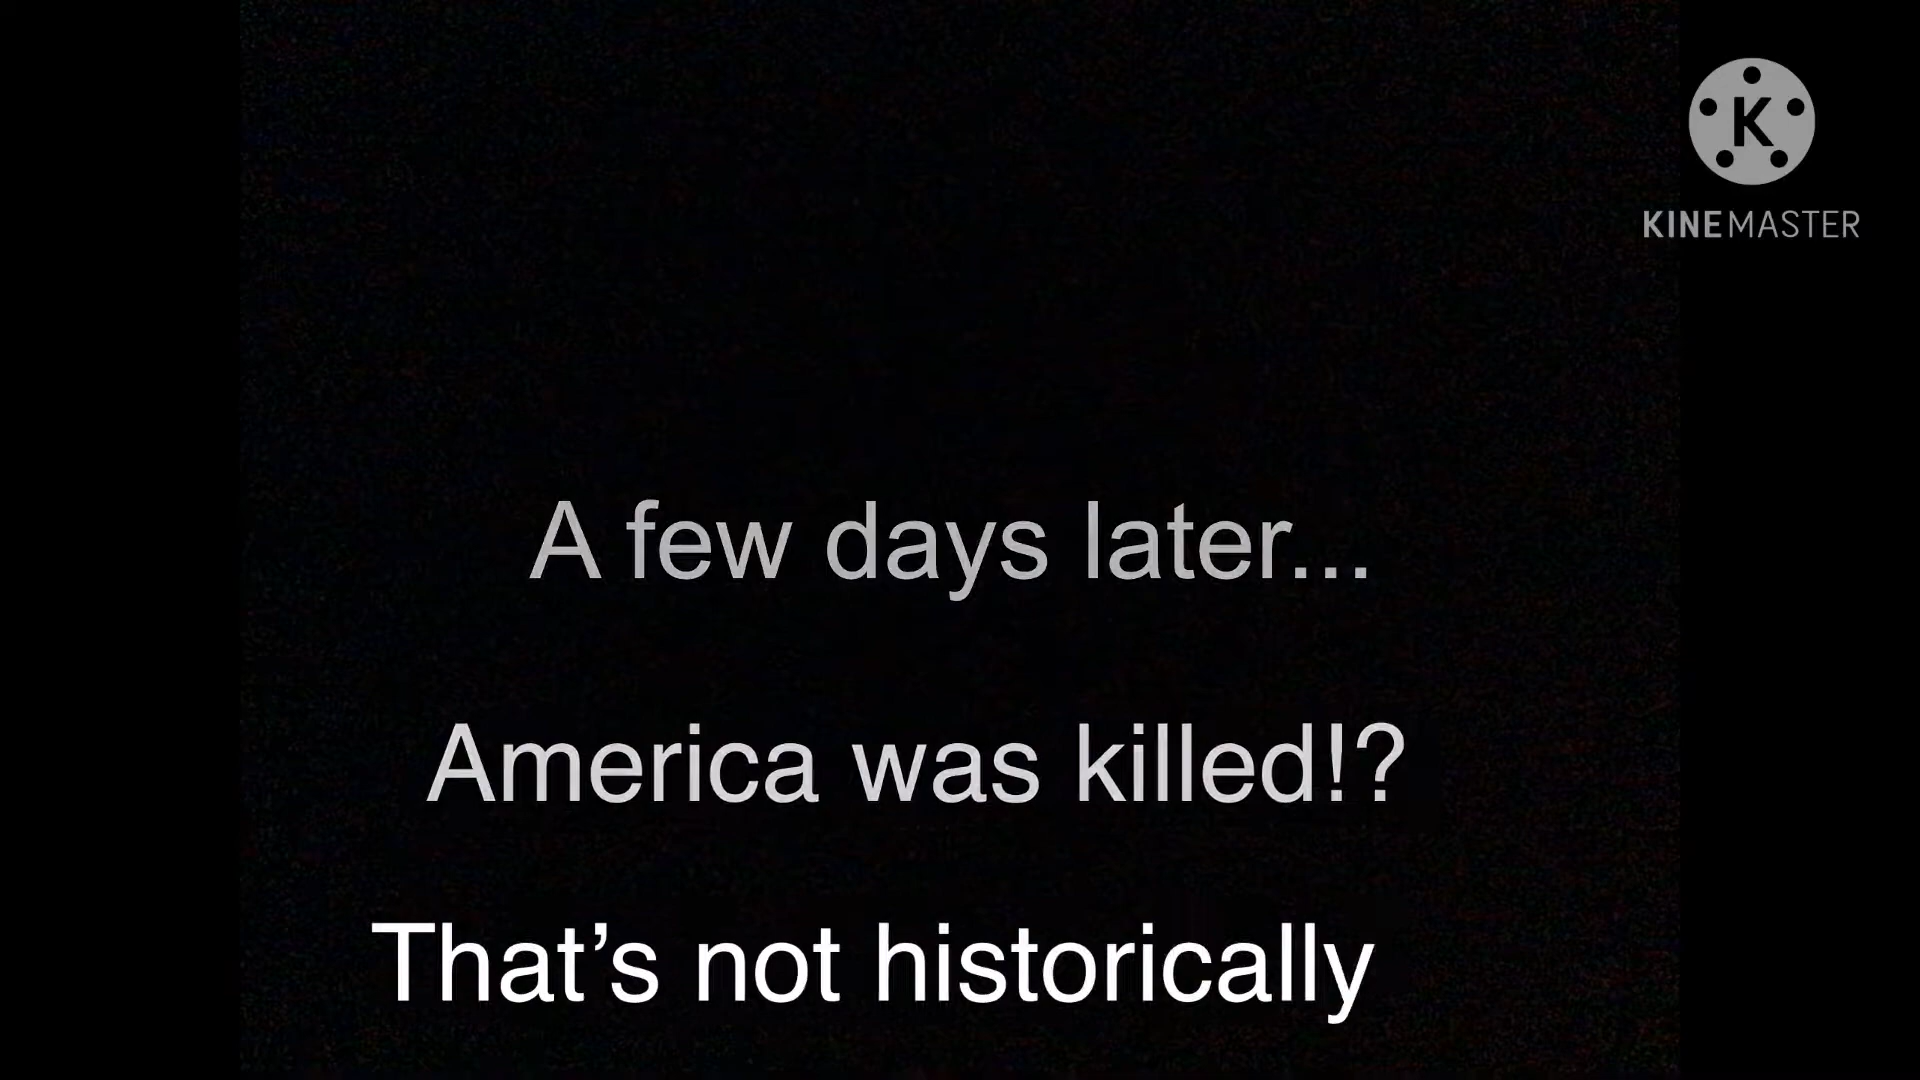 K
KINEMASTER
A few days later...
America was killed!?
That’s not historically